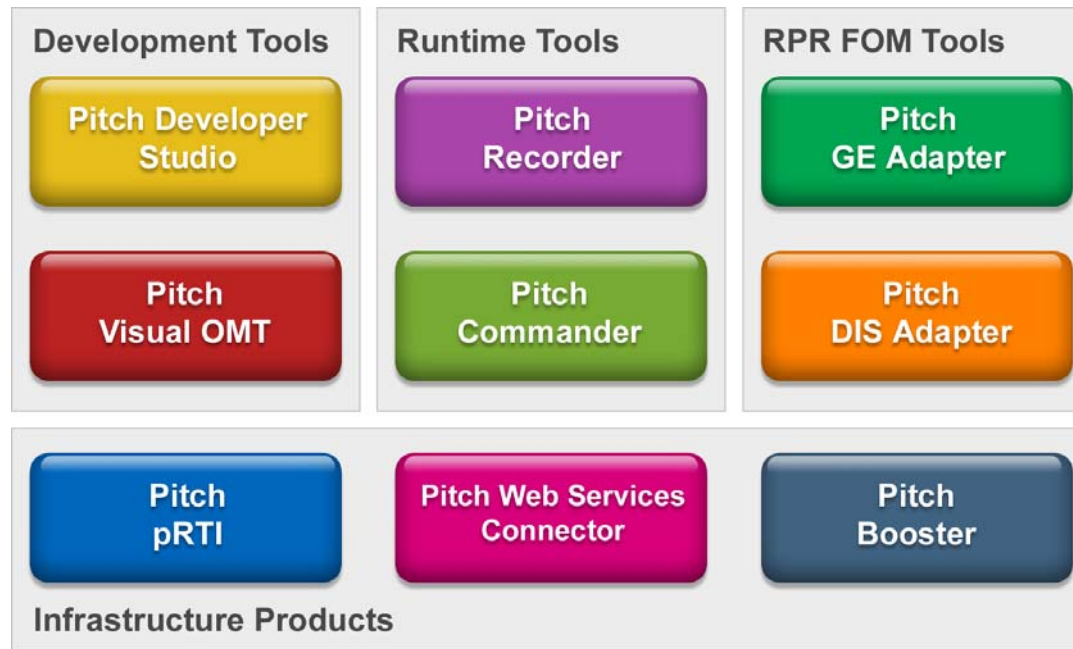 Development Tools
Pitch Developer
Studio
Pitch
Visual OMT
Runtime Tools
Pitch
Recorder
Pitch
Commander
RPR FOM Tools
Pitch
GE Adapter
Pitch
DIS Adapter
Pitch
pRTI
Pitch Web Services
Connector
Pitch
Booster
Infrastructure Products